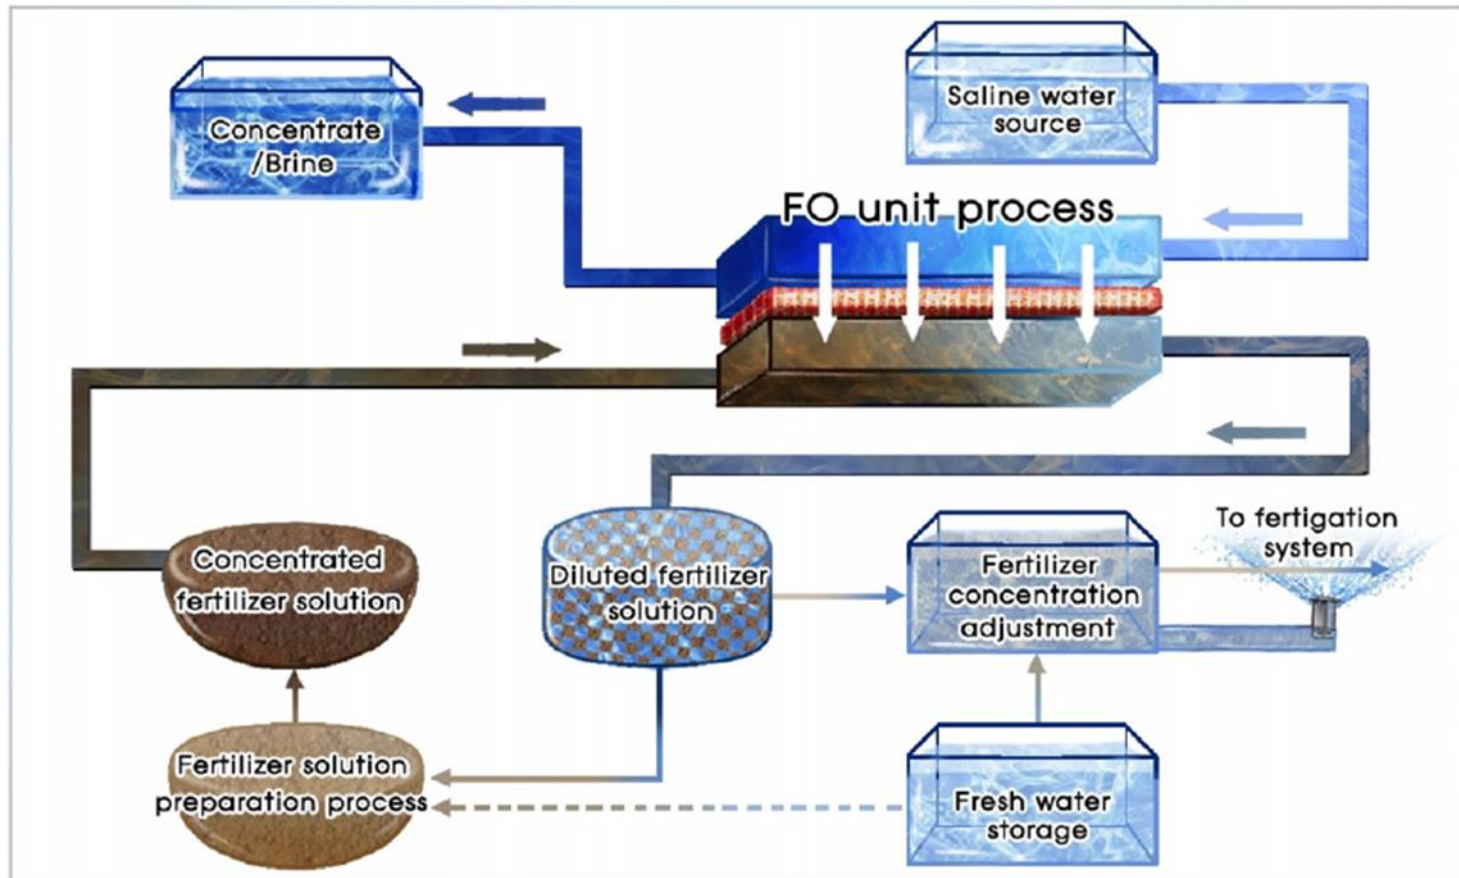 Concentrate
/Brine
Saline water
source
FO unit process
Concentrated
fertilizer solution
Diluted fertilizer
solution
Fertilizer
concentration
adjustment
To fertigation
system
Fertilizer solution
preparation process
Fresh water
storage